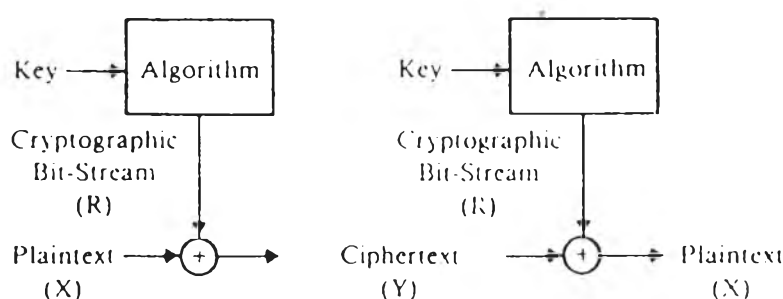 Key
Algorithm
Cryptographic
Bit-Stream
(R)
Plaintext
(X)
+
Key
Algorithm
Cryptographic
Bit-Stream
(R)
Ciphertext
(Y)
+
Plaintext
(X)